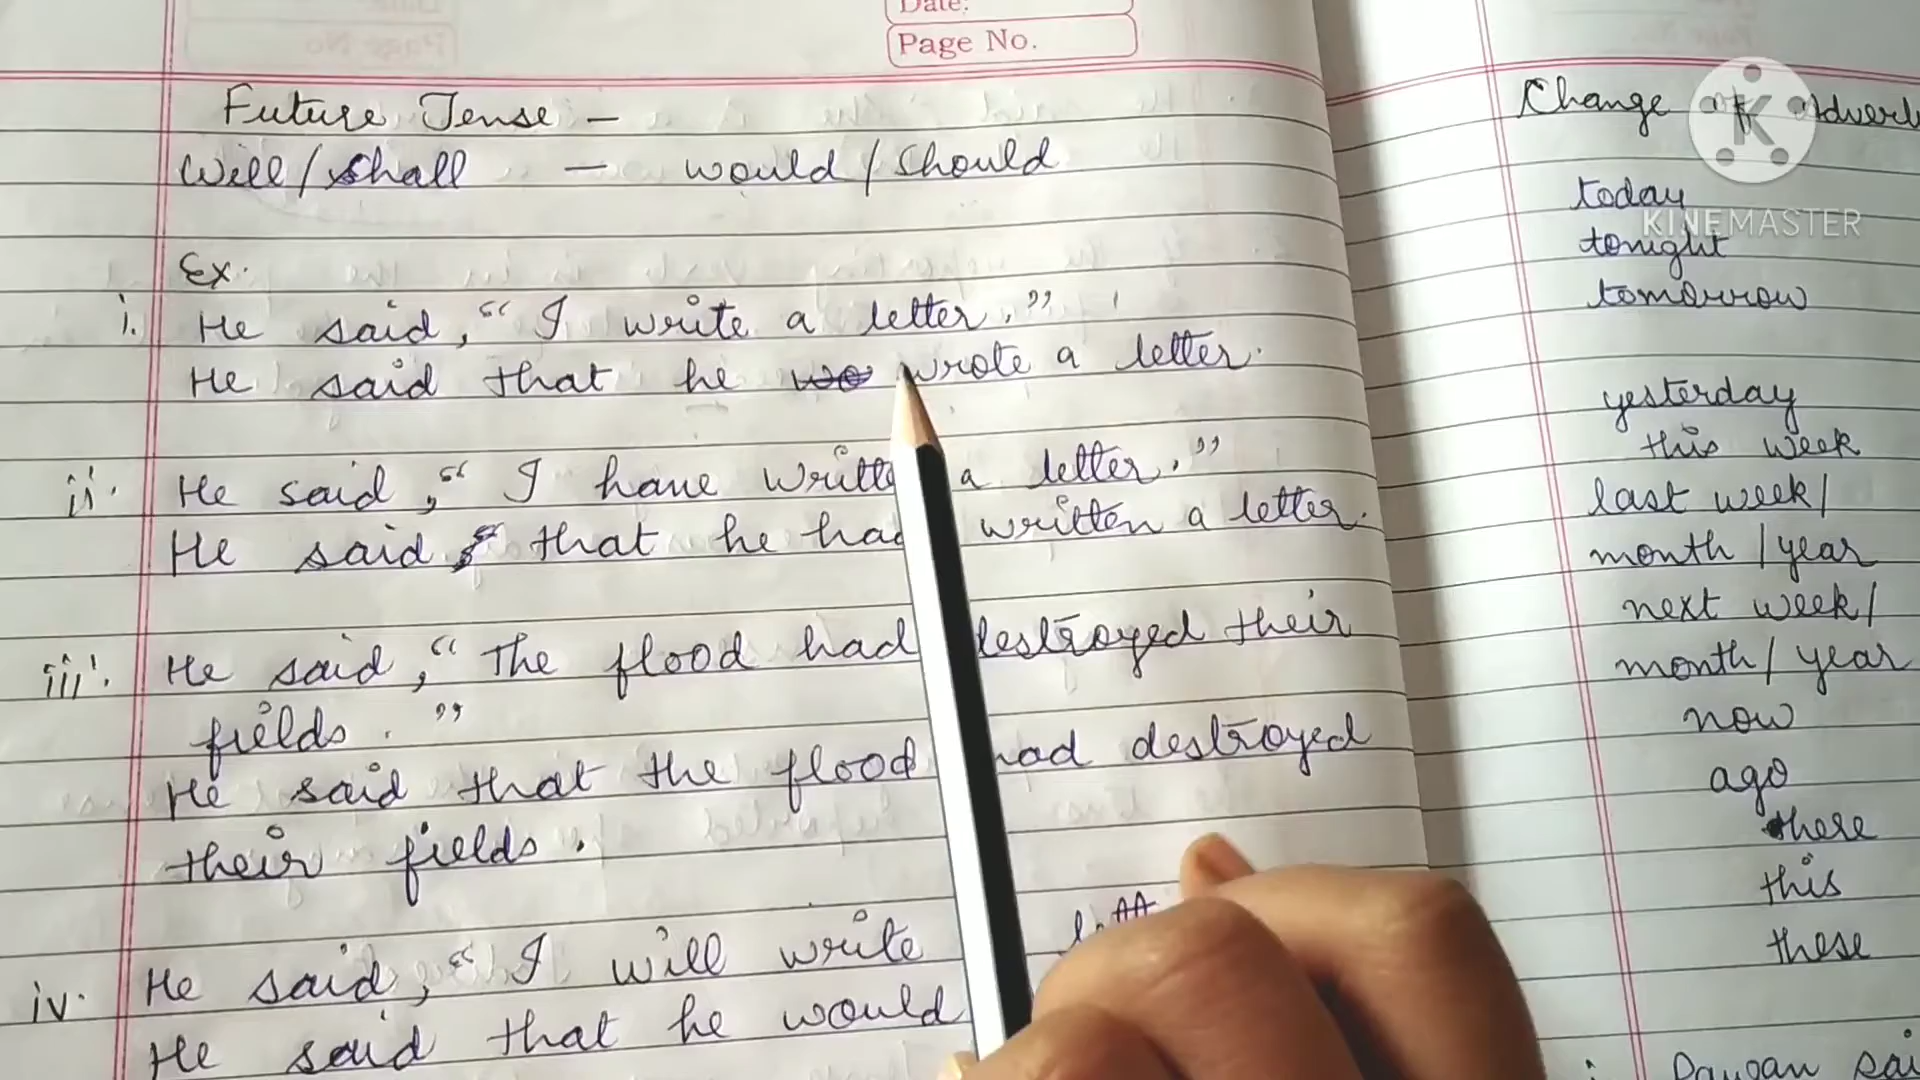 Date:
Page No.
Future Tense -
Will/Shall - would/should
Ex.
i. He said, "I write a letter."
He said that he wrote a letter.
ii. He said, "I have written a letter."
He said that he had written a letter.
iii. He said, "The flood had destroyed their
fields."
He said that the flood had destroyed
their fields.
iv. He said, "I will write
He said that he would
Change of adverb
today
KINEMASTER
tonight
tomorrow
yesterday
this week
last week/
month/year
next week/
month/year
now
ago
this
these